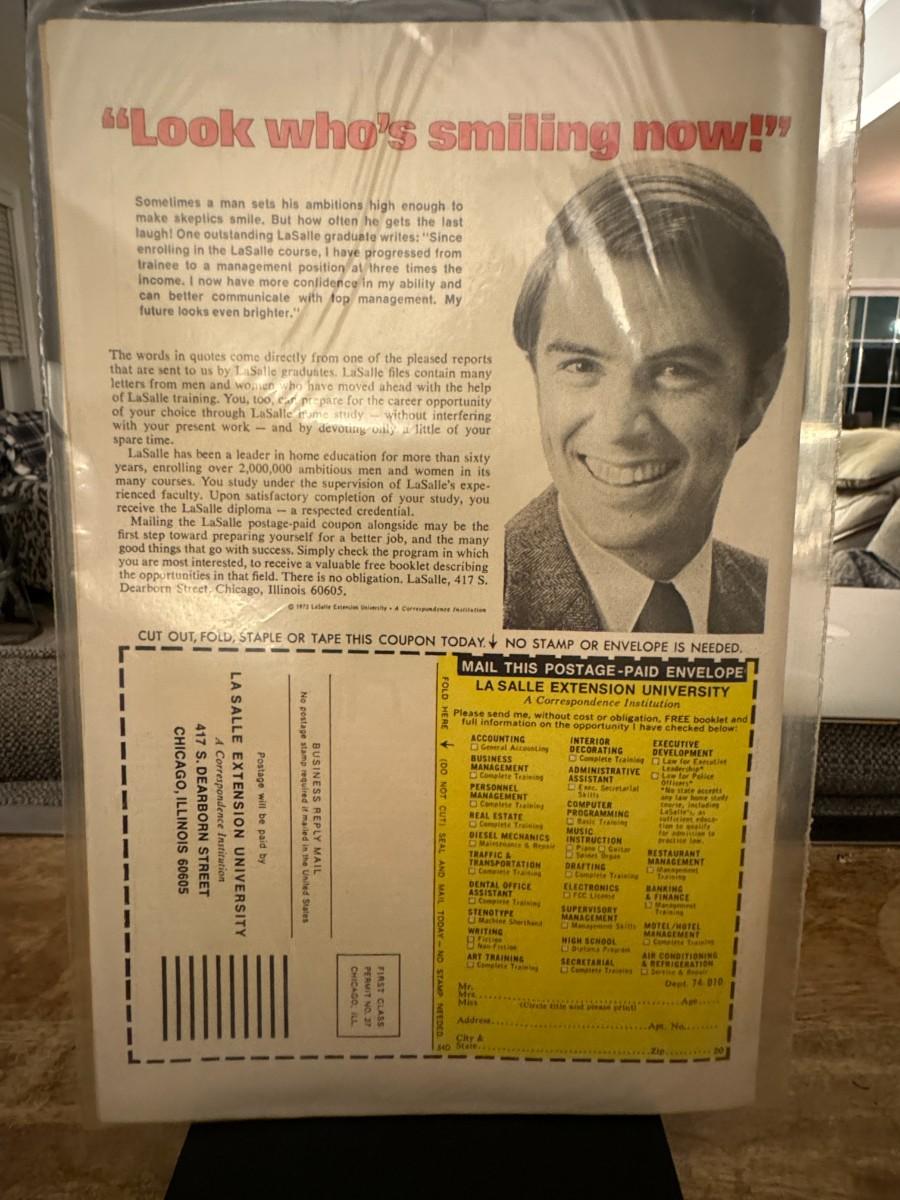 “Look who's smiling now!”
Sometimes a man sets his ambitions high enough to
make skeptics smile. But how often he gets the last
laugh! One outstanding LaSalle graduate writes: "Since
enrolling in the LaSalle course, I have progressed from
trainee to a management position at three times the
income. I now have more confidence in my ability and
can better communicate with top management. My
future looks even brighter."
The words in quotes come directly from one of the pleased reports
that are sent to us by LaSalle graduates. LaSalle files contain many
letters from men and women who have moved ahead with the help
of LaSalle training. You, too, can prepare for the career opportunity
of your choice through LaSalle home study — without interfering
with your present work — and by devoting only a little of your
spare time.
LaSalle has been a leader in home education for more than sixty
years, enrolling over 2,000,000 ambitious men and women in its
many courses. You study under the supervision of LaSalle's expe-
rienced faculty. Upon satisfactory completion of your study, you
receive the LaSalle diploma — a respected credential.
Mailing the LaSalle postage-paid coupon alongside may be the
first step toward preparing yourself for a better job, and the many
good things that go with success. Simply check the program in which
you are most interested, to receive a valuable free booklet describing
the opportunities in that field. There is no obligation. LaSalle, 417 S.
Dearborn Street, Chicago, Illinois 60605.
© 1973 LaSalle Extension University • A Correspondence Institution
CUT OUT, FOLD, STAPLE OR TAPE THIS COUPON TODAY. ↓ NO STAMP OR ENVELOPE IS NEEDED.
FIRST CLASS
PERMIT NO. 27
CHICAGO, ILL.
BUSINESS REPLY MAIL
No postage stamp required if mailed in the United States
Postage will be paid by
LA SALLE EXTENSION UNIVERSITY
A Correspondence Institution
417 S. DEARBORN STREET
CHICAGO, ILLINOIS 60605
FOLD HERE ↓ (DO NOT CUT) SEAL AND MAIL TODAY — NO STAMP NEEDED.
840
MAIL THIS POSTAGE-PAID ENVELOPE
LA SALLE EXTENSION UNIVERSITY
A Correspondence Institution
Please send me, without cost or obligation, FREE booklet and
full information on the opportunity I have checked below:
ACCOUNTING
☐ General Accounting
BUSINESS
MANAGEMENT
☐ Complete Training
PERSONNEL
MANAGEMENT
☐ Complete Training
REAL ESTATE
☐ Complete Training
DIESEL MECHANICS
☐ Maintenance & Repair
TRAFFIC &
TRANSPORTATION
☐ Complete Training
DENTAL OFFICE
ASSISTANT
☐ Complete Training
STENOTYPE
☐ Machine Shorthand
WRITING
☐ Fiction
☐ Non-Fiction
ART TRAINING
☐ Complete Training
INTERIOR
DECORATING
☐ Complete Training
ADMINISTRATIVE
ASSISTANT
☐ Exec. Secretarial
Skills
COMPUTER
PROGRAMMING
☐ Basic Training
MUSIC
INSTRUCTION
☐ Piano ☐ Guitar
☐ Spinet Organ
DRAFTING
☐ Complete Training
ELECTRONICS
☐ FCC License
SUPERVISORY
MANAGEMENT
☐ Management Skills
HIGH SCHOOL
☐ Diploma Program
SECRETARIAL
☐ Complete Training
EXECUTIVE
DEVELOPMENT
☐ Law for Executive
Leadership*
☐ Law for Police
Officers*
*No state accepts
any law home study
course, including
LaSalle's, as
sufficient educa-
tion to qualify
for admission to
practice law.
RESTAURANT
MANAGEMENT
☐ Management
Training
BANKING
& FINANCE
☐ Management
Training
MOTEL/HOTEL
MANAGEMENT
☐ Complete Training
AIR CONDITIONING
& REFRIGERATION
☐ Service & Repair
Dept. 74-010
Mr.
Mrs.
Miss Age
(Circle title and please print)
Address Apt. No.
City &
State Zip 20